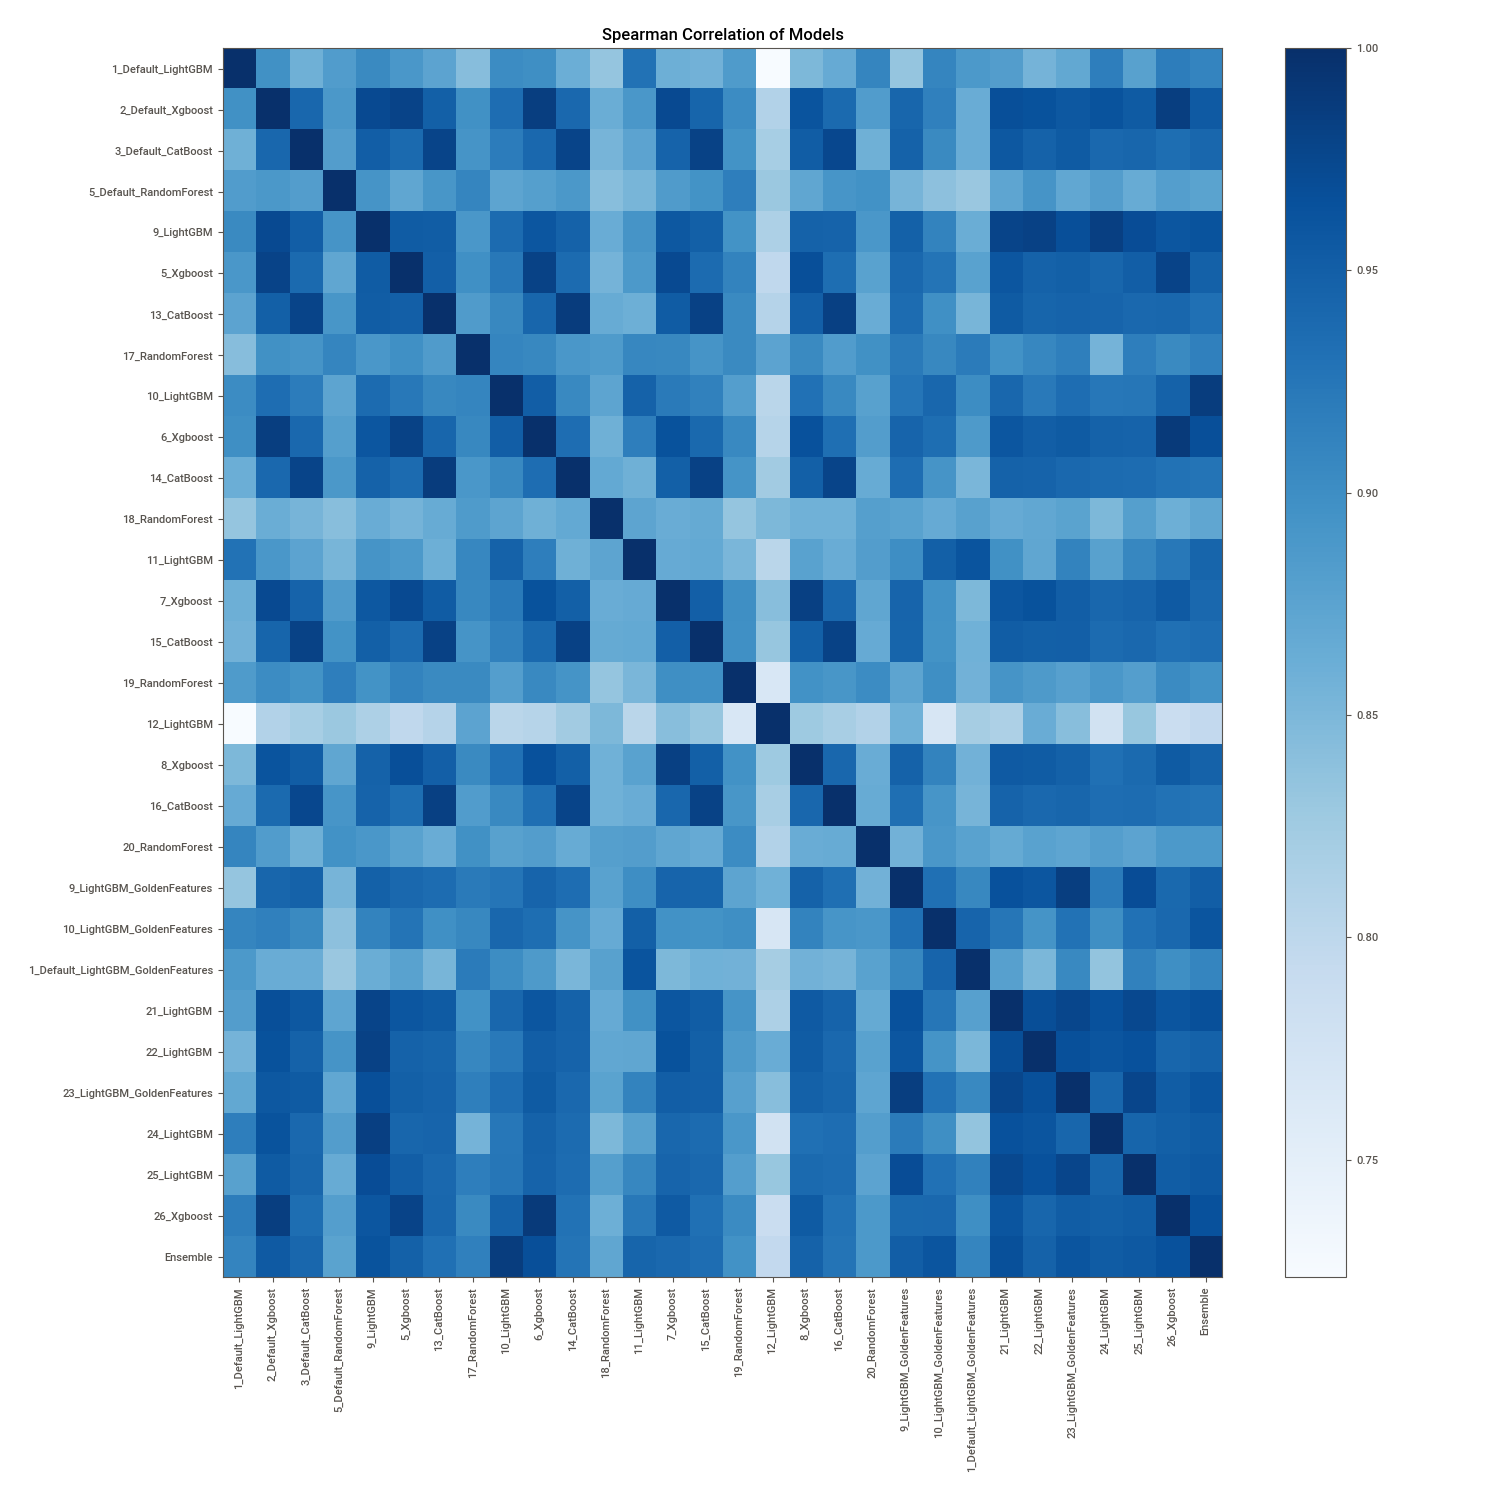 Spearman Correlation of Models
1_Default_LightGBM
2_Default_Xgboost
3_Default_CatBoost
5_Default_RandomForest
9_LightGBM
5_Xgboost
13_CatBoost
17_RandomForest
10_LightGBM
6_Xgboost
14_CatBoost
18_RandomForest
11_LightGBM
7_Xgboost
15_CatBoost
19_RandomForest
12_LightGBM
8_Xgboost
16_CatBoost
20_RandomForest
9_LightGBM_GoldenFeatures
10_LightGBM_GoldenFeatures
1_Default_LightGBM_GoldenFeatures
21_LightGBM
22_LightGBM
23_LightGBM_GoldenFeatures
24_LightGBM
25_LightGBM
26_Xgboost
Ensemble
1_Default_LightGBM
2_Default_Xgboost
3_Default_CatBoost
5_Default_RandomForest
9_LightGBM
5_Xgboost
13_CatBoost
17_RandomForest
10_LightGBM
6_Xgboost
14_CatBoost
18_RandomForest
11_LightGBM
7_Xgboost
15_CatBoost
19_RandomForest
12_LightGBM
8_Xgboost
16_CatBoost
20_RandomForest
9_LightGBM_GoldenFeatures
10_LightGBM_GoldenFeatures
1_Default_LightGBM_GoldenFeatures
21_LightGBM
22_LightGBM
23_LightGBM_GoldenFeatures
24_LightGBM
25_LightGBM
26_Xgboost
Ensemble
1.00
0.95
0.90
0.85
0.80
0.75